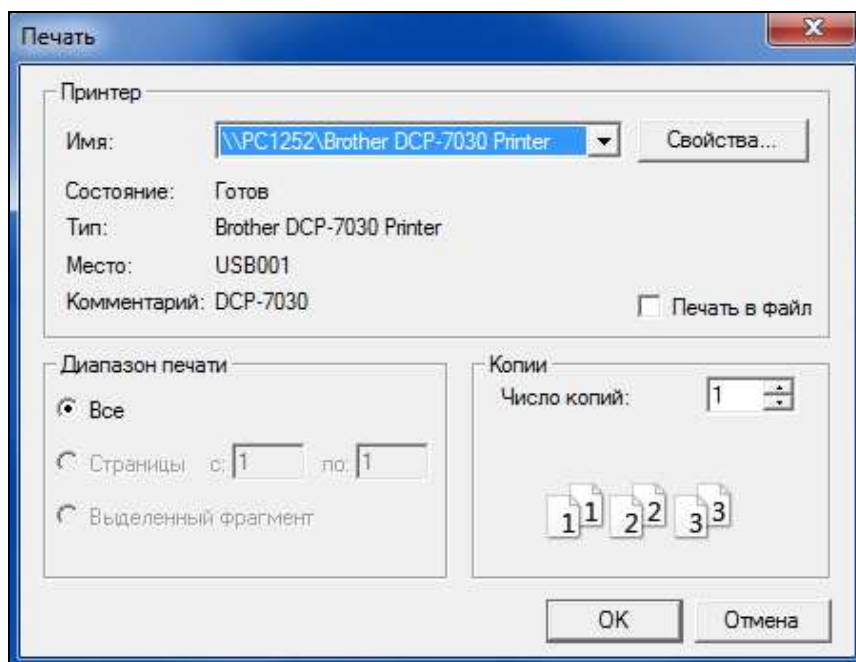 Печать
Принтер
Имя: \\PC1252\Brother DCP-7030 Printer Свойства...
Состояние: Готов
Тип: Brother DCP-7030 Printer
Место: USB001
Комментарий: DCP-7030 Печать в файл
Диапазон печати Копии
Все Число копий: 1
Страницы с: 1 по: 1
Выделенный фрагмент 1 1 2 2 3 3
OK Отмена